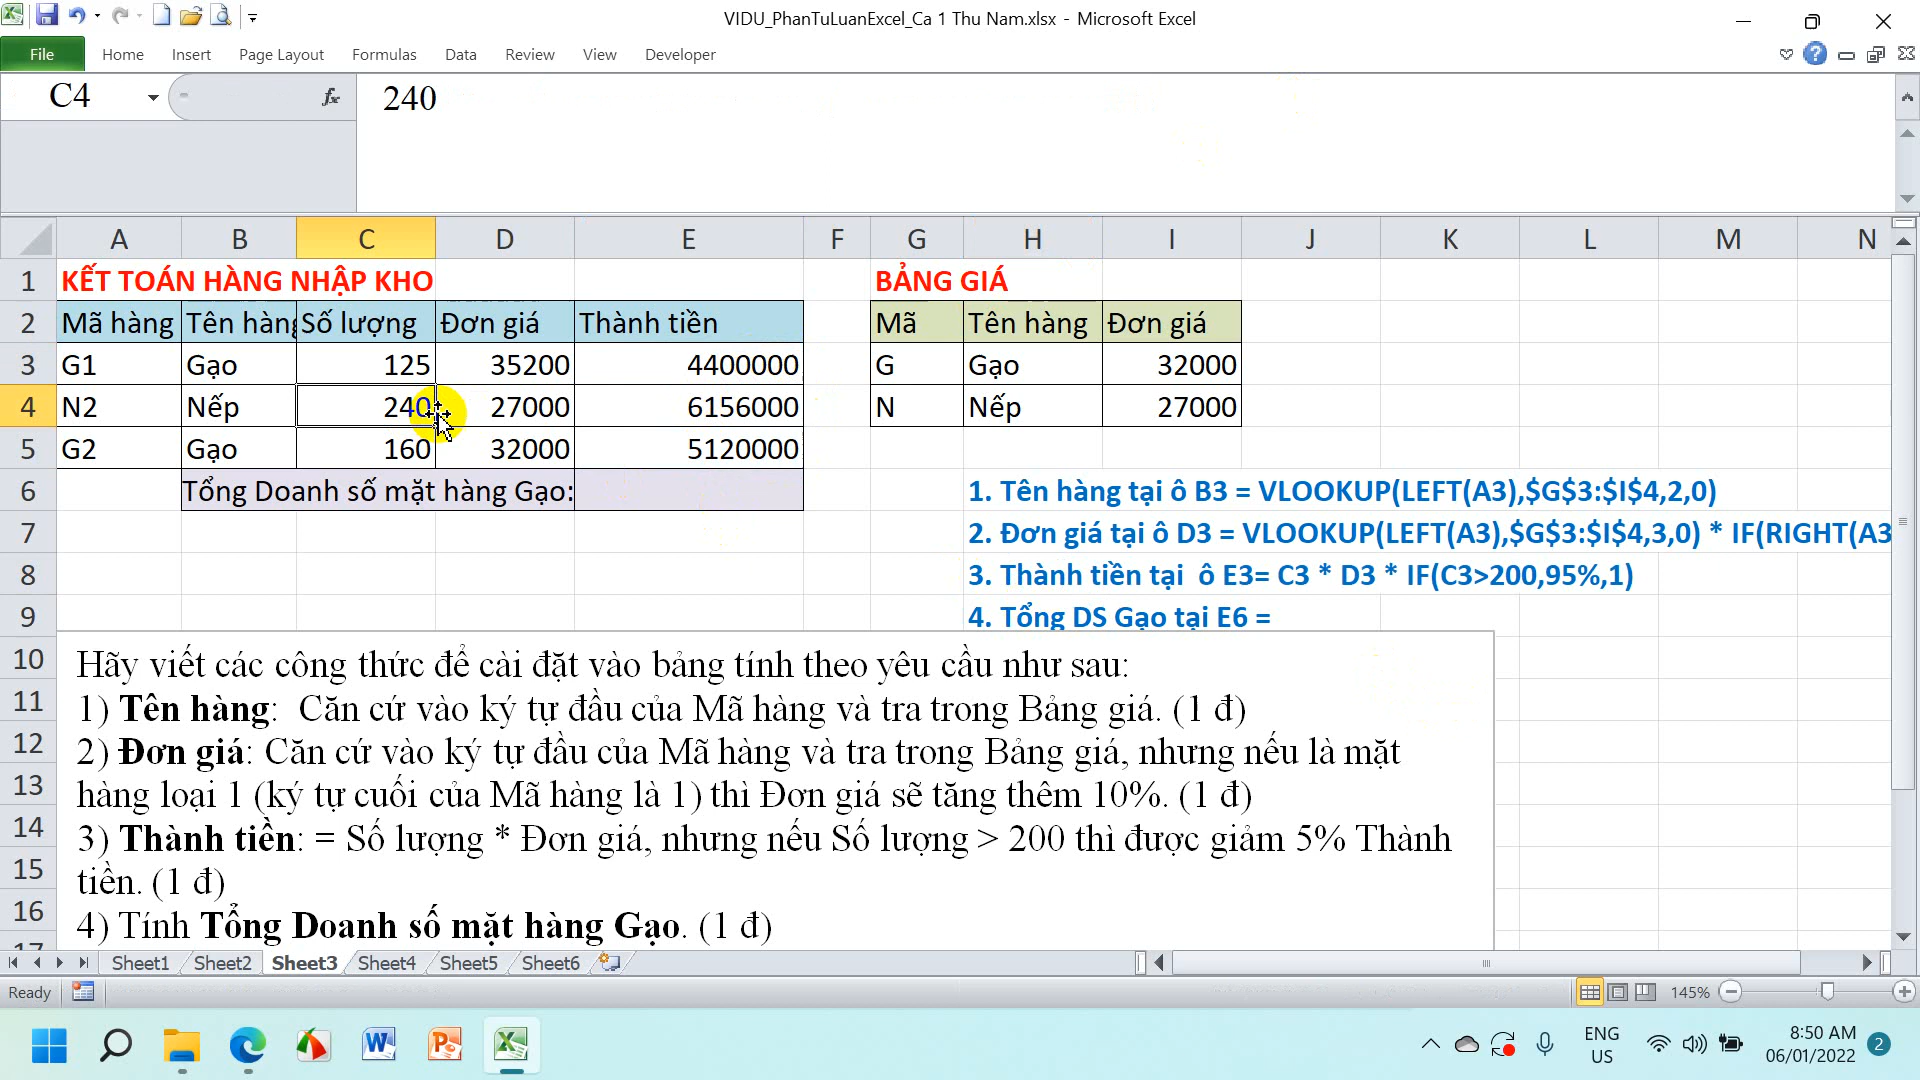 VIDU_PhanTuLuanExcel_Ca 1 Thu Nam.xlsx - Microsoft Excel
File Home Insert Page Layout Formulas Data Review View Developer
C4 fx 240
A B C D E F G H I J K L M N
1 KẾT TOÁN HÀNG NHẬP KHO BẢNG GIÁ
2 Mã hàng Tên hàng Số lượng Đơn giá Thành tiền Mã Tên hàng Đơn giá
3 G1 Gạo 125 35200 4400000 G Gạo 32000
4 N2 Nếp 240 27000 6156000 N Nếp 27000
5 G2 Gạo 160 32000 5120000
6 Tổng Doanh số mặt hàng Gạo: 1. Tên hàng tại ô B3 = VLOOKUP(LEFT(A3),$G$3:$I$4,2,0)
7 2. Đơn giá tại ô D3 = VLOOKUP(LEFT(A3),$G$3:$I$4,3,0) * IF(RIGHT(A3
8 3. Thành tiền tại ô E3= C3 * D3 * IF(C3>200,95%,1)
9 4. Tổng DS Gạo tại E6 =
10 Hãy viết các công thức để cài đặt vào bảng tính theo yêu cầu như sau:
11 1) Tên hàng: Căn cứ vào ký tự đầu của Mã hàng và tra trong Bảng giá. (1 đ)
12 2) Đơn giá: Căn cứ vào ký tự đầu của Mã hàng và tra trong Bảng giá, nhưng nếu là mặt
13 hàng loại 1 (ký tự cuối của Mã hàng là 1) thì Đơn giá sẽ tăng thêm 10%. (1 đ)
14 3) Thành tiền: = Số lượng * Đơn giá, nhưng nếu Số lượng > 200 thì được giảm 5% Thành
15 tiền. (1 đ)
16 4) Tính Tổng Doanh số mặt hàng Gạo. (1 đ)
17
Sheet1 Sheet2 Sheet3 Sheet4 Sheet5 Sheet6
Ready 145%
ENG 8:50 AM
US 06/01/2022 2